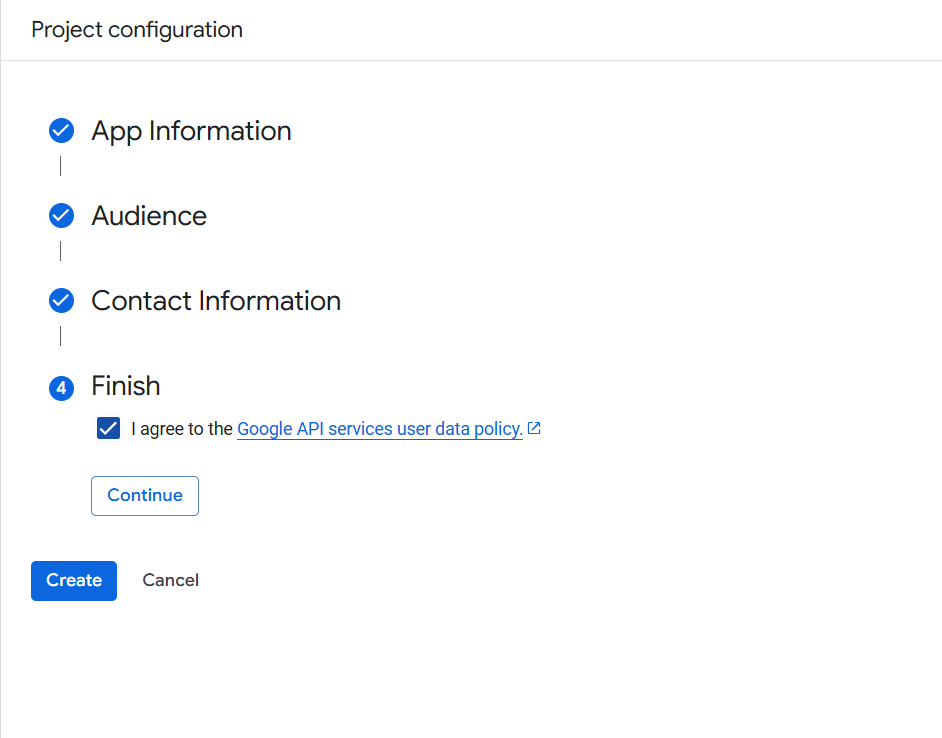 Project configuration
App Information
Audience
Contact Information
4 Finish
I agree to the Google API services user data policy.
Continue
Create Cancel